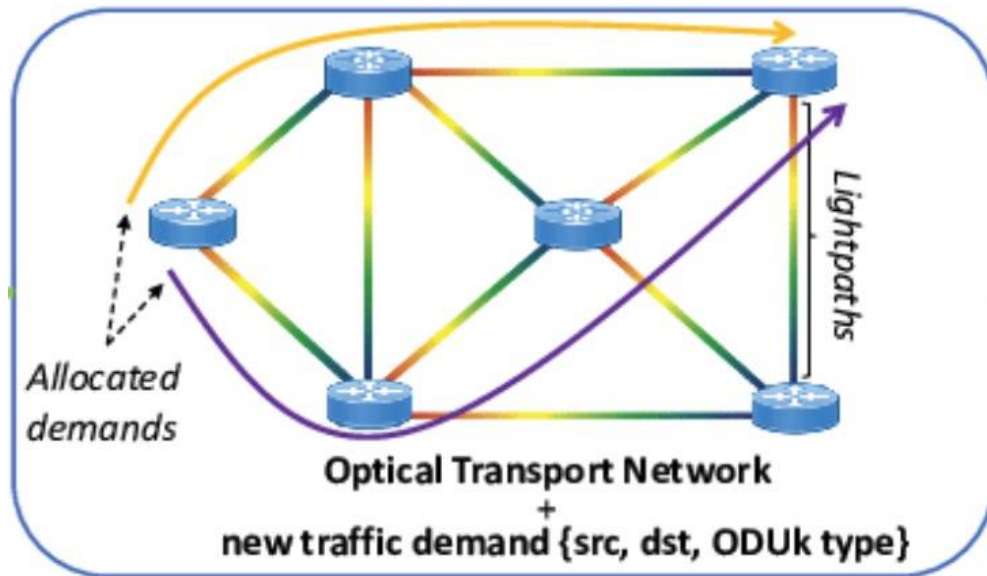 Lightpaths
Allocated
demands
Optical Transport Network
+
new traffic demand {src, dst, ODUk type}